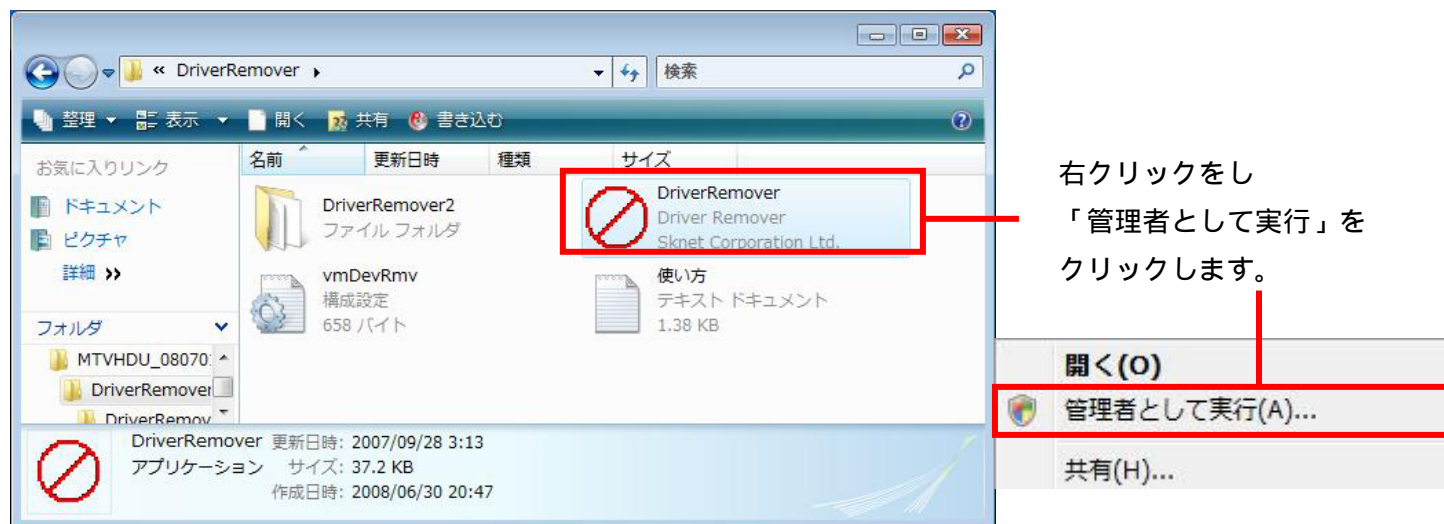 « DriverRemover
検索
整理 表示 開く 共有 書き込む
お気に入りリンク
ドキュメント
ピクチャ
詳細 »
フォルダ
MTVHDU_08070
DriverRemover
DriverRemov
名前 更新日時 種類 サイズ
DriverRemover2
ファイル フォルダ
DriverRemover
Driver Remover
Sknet Corporation Ltd.
vmDevRmv
構成設定
658 バイト
使い方
テキスト ドキュメント
1.38 KB
DriverRemover 更新日時: 2007/09/28 3:13
アプリケーション サイズ: 37.2 KB
作成日時: 2008/06/30 20:47
右クリックをし
「管理者として実行」を
クリックします。
開く(O)
管理者として実行(A)...
共有(H)...